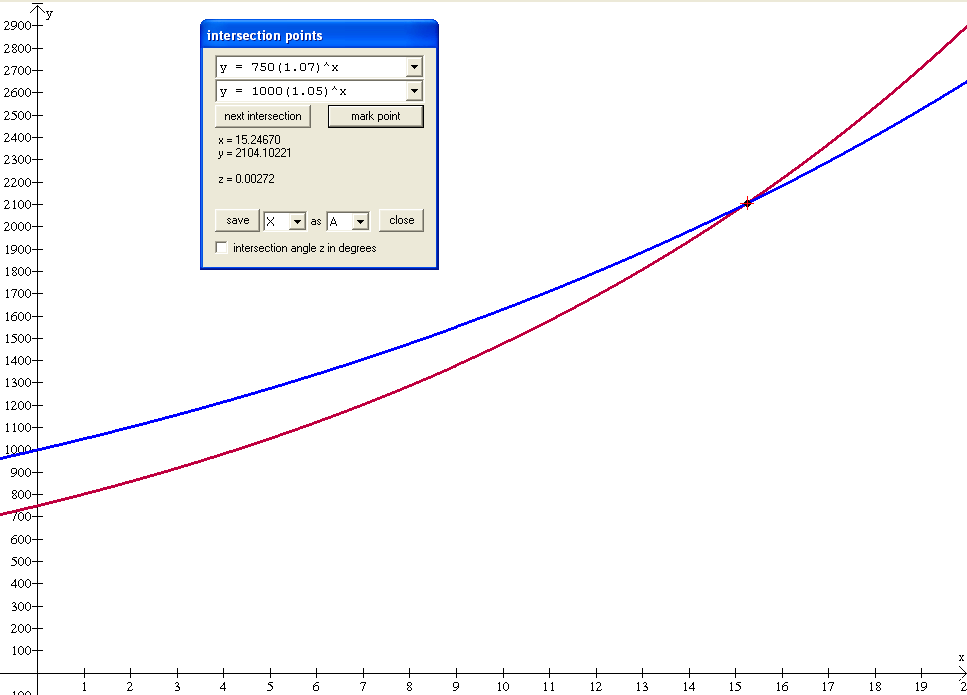 y
2900
2800
2700
2600
2500
2400
2300
2200
2100
2000
1900
1800
1700
1600
1500
1400
1300
1200
1100
1000
900
800
700
600
500
400
300
200
100
intersection points
y = 750(1.07)^x
y = 1000(1.05)^x
next intersection mark point
x = 15.24670
y = 2104.10221
z = 0.00272
save X as A close
intersection angle z in degrees
x
1 2 3 4 5 6 7 8 9 10 11 12 13 14 15 16 17 18 19